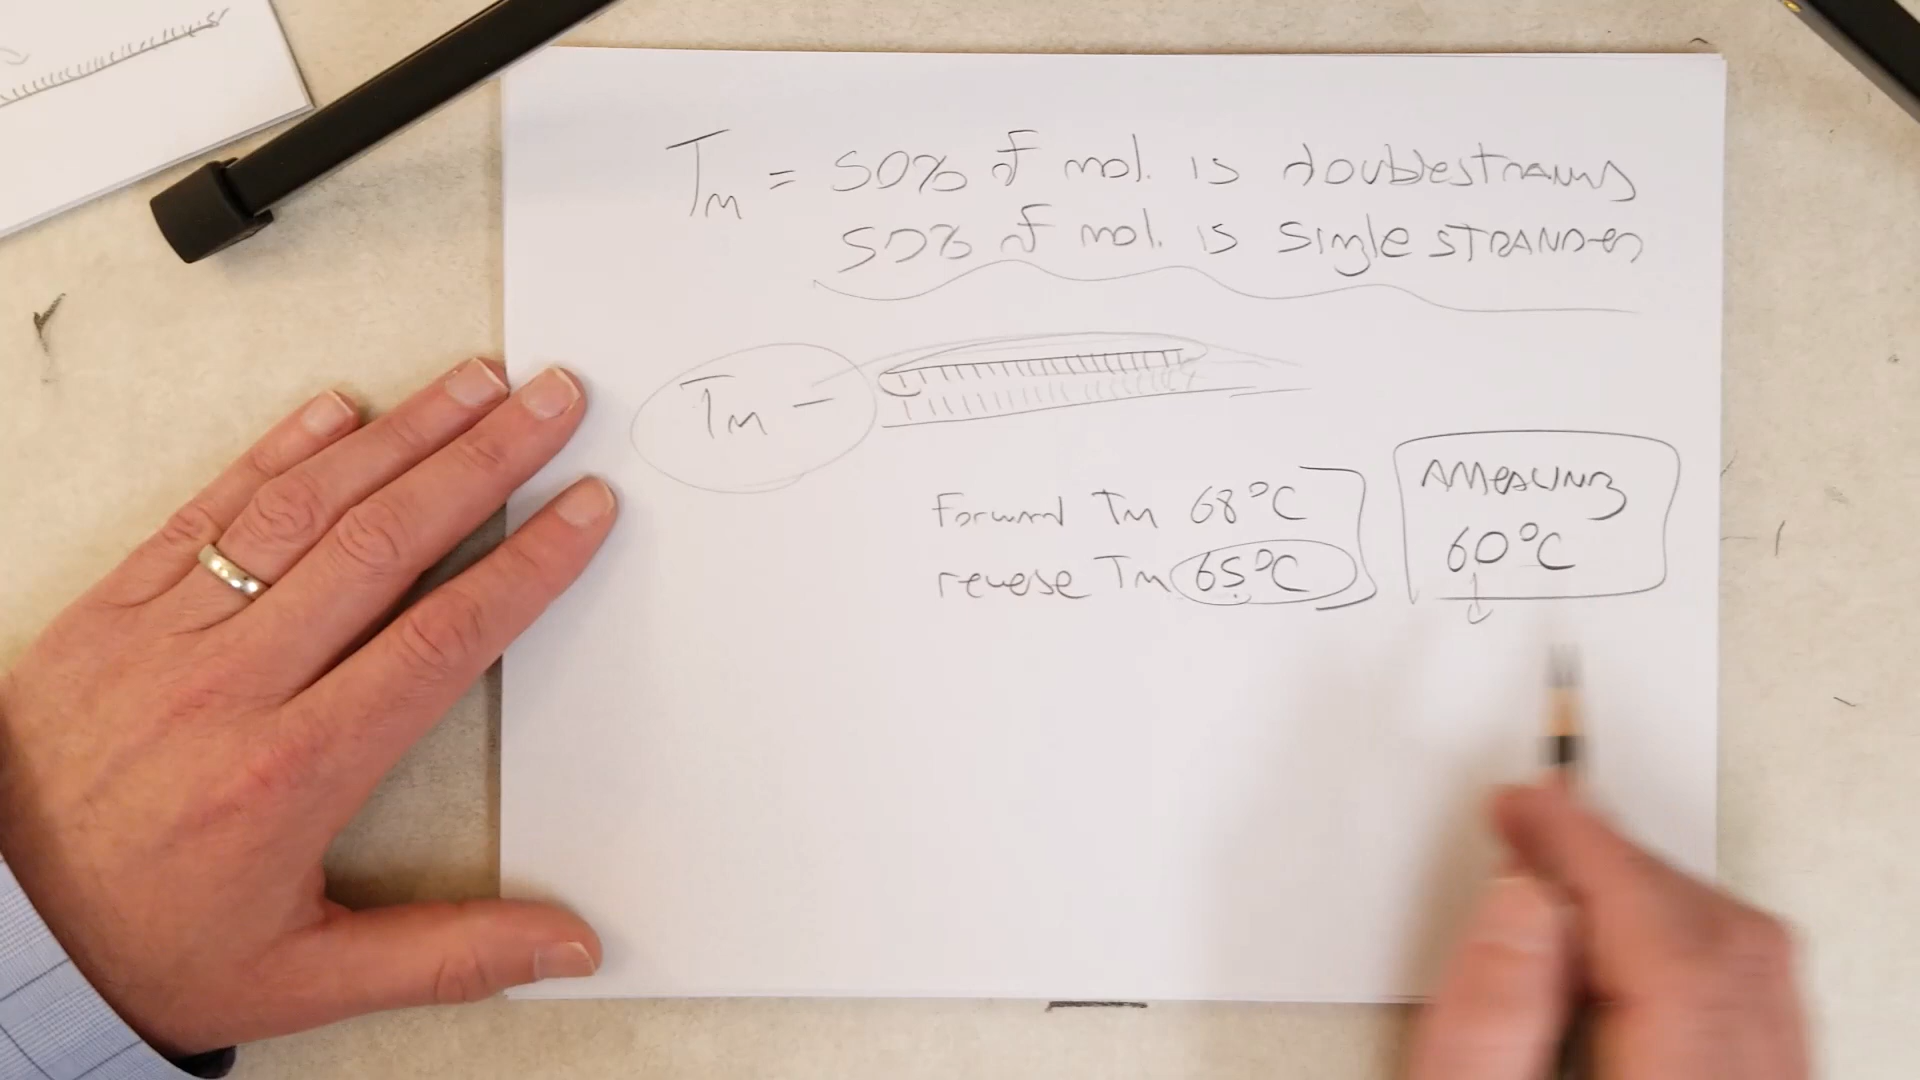 Tm = 50% of mol. is doublestranded
50% of mol. is single STRANDED
Tm -
Forward Tm 68°C
reverse Tm 65°C
ANNEALING
60°C